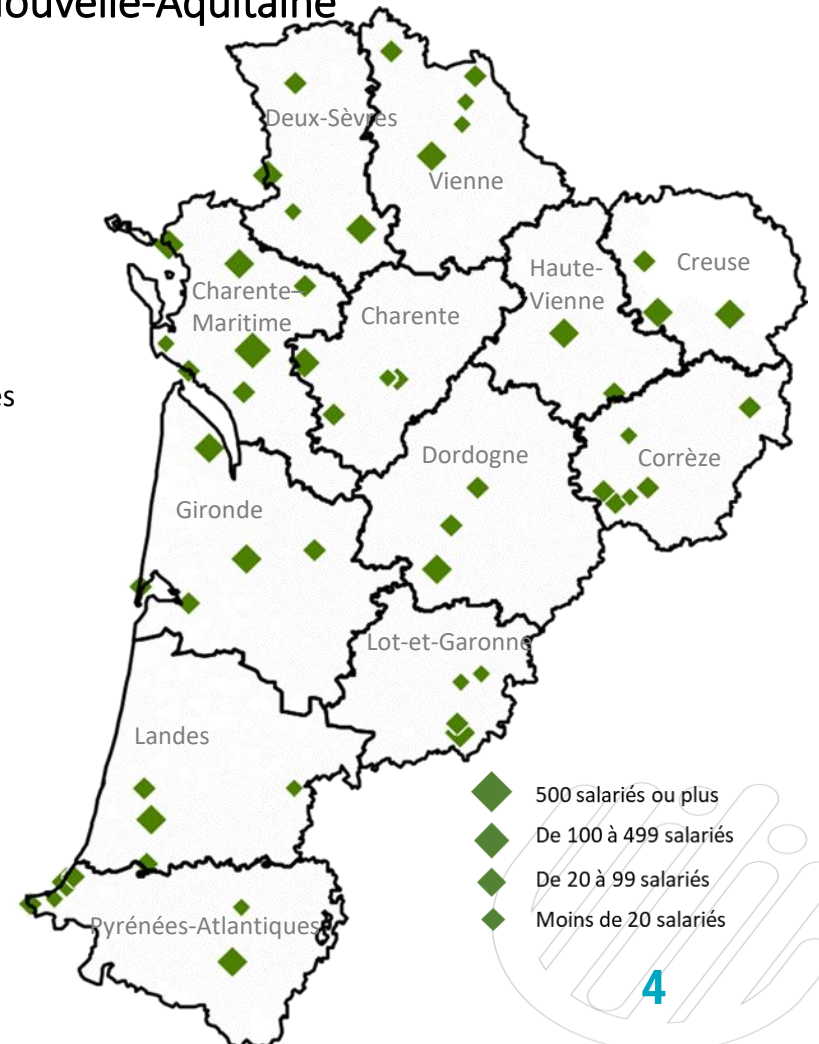 Nouvelle-Aquitaine
Deux-Sèvres
Vienne
Haute-
Vienne
Creuse
Charente-
Maritime
Charente
es
Dordogne
Corrèze
Gironde
Lot-et-Garonne
Landes
500 salariés ou plus
De 100 à 499 salariés
De 20 à 99 salariés
Moins de 20 salariés
Pyrénées-Atlantiques
4